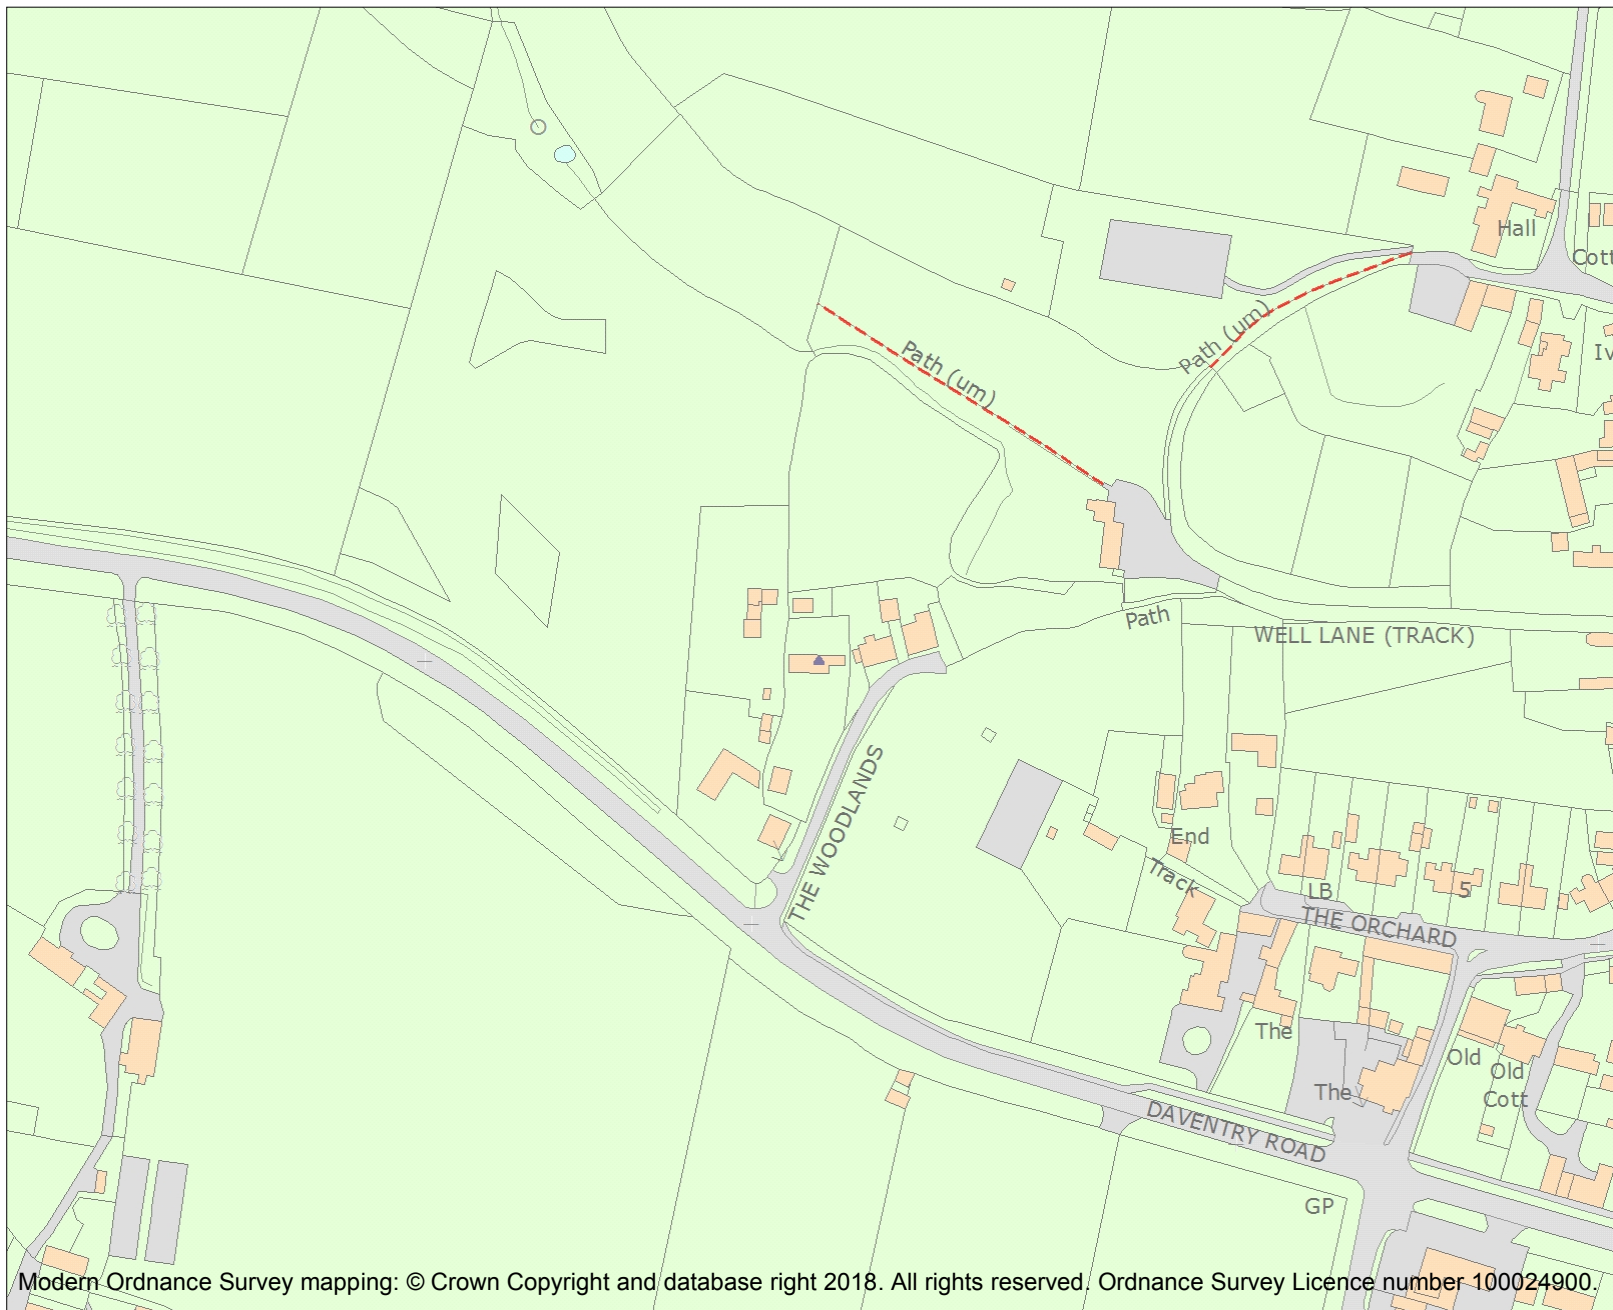 Hall
Cott
Path (um)
Iv
Path (um)
Path
WELL LANE (TRACK)
THE WOODLANDS
End
Track
LB
5
THE ORCHARD
The
Old
Old
Cott
The
DAVENTRY ROAD
GP
Modern Ordnance Survey mapping: © Crown Copyright and database right 2018. All rights reserved. Ordnance Survey Licence number 100024900.